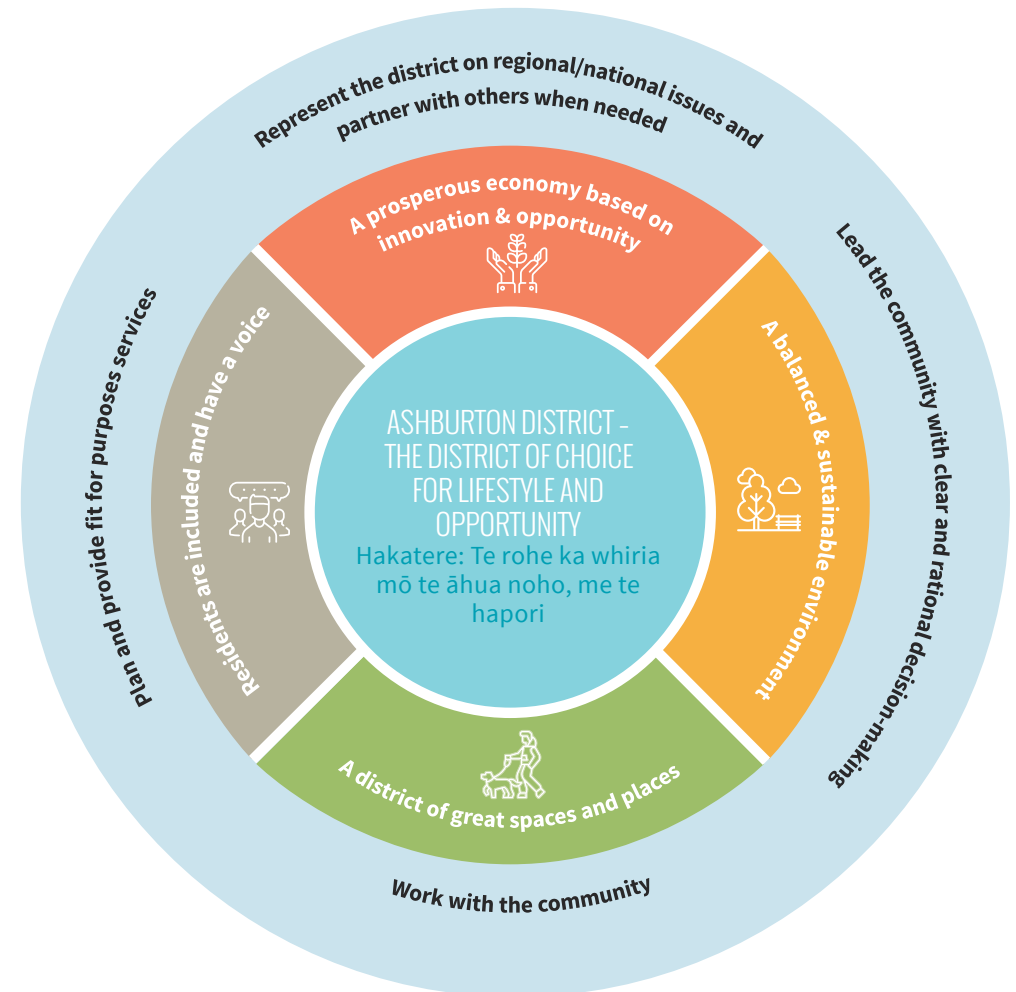 Represent the district on regional/national issues and
partner with others when needed
A prosperous economy based on
innovation & opportunity
Lead the community with clear and rational decision-making
A balanced & sustainable environment
ASHBURTON DISTRICT –
THE DISTRICT OF CHOICE
FOR LIFESTYLE AND
OPPORTUNITY
Hakatere: Te rohe ka whiria
mō te āhua noho, me te
hapori
Residents are included and have a voice
Plan and provide fit for purposes services
A district of great spaces and places
Work with the community